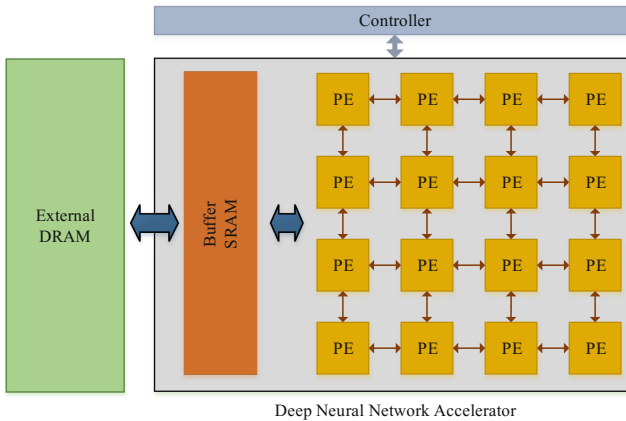 Controller
External
DRAM
Buffer
SRAM
PE PE PE PE
PE PE PE PE
PE PE PE PE
PE PE PE PE
Deep Neural Network Accelerator